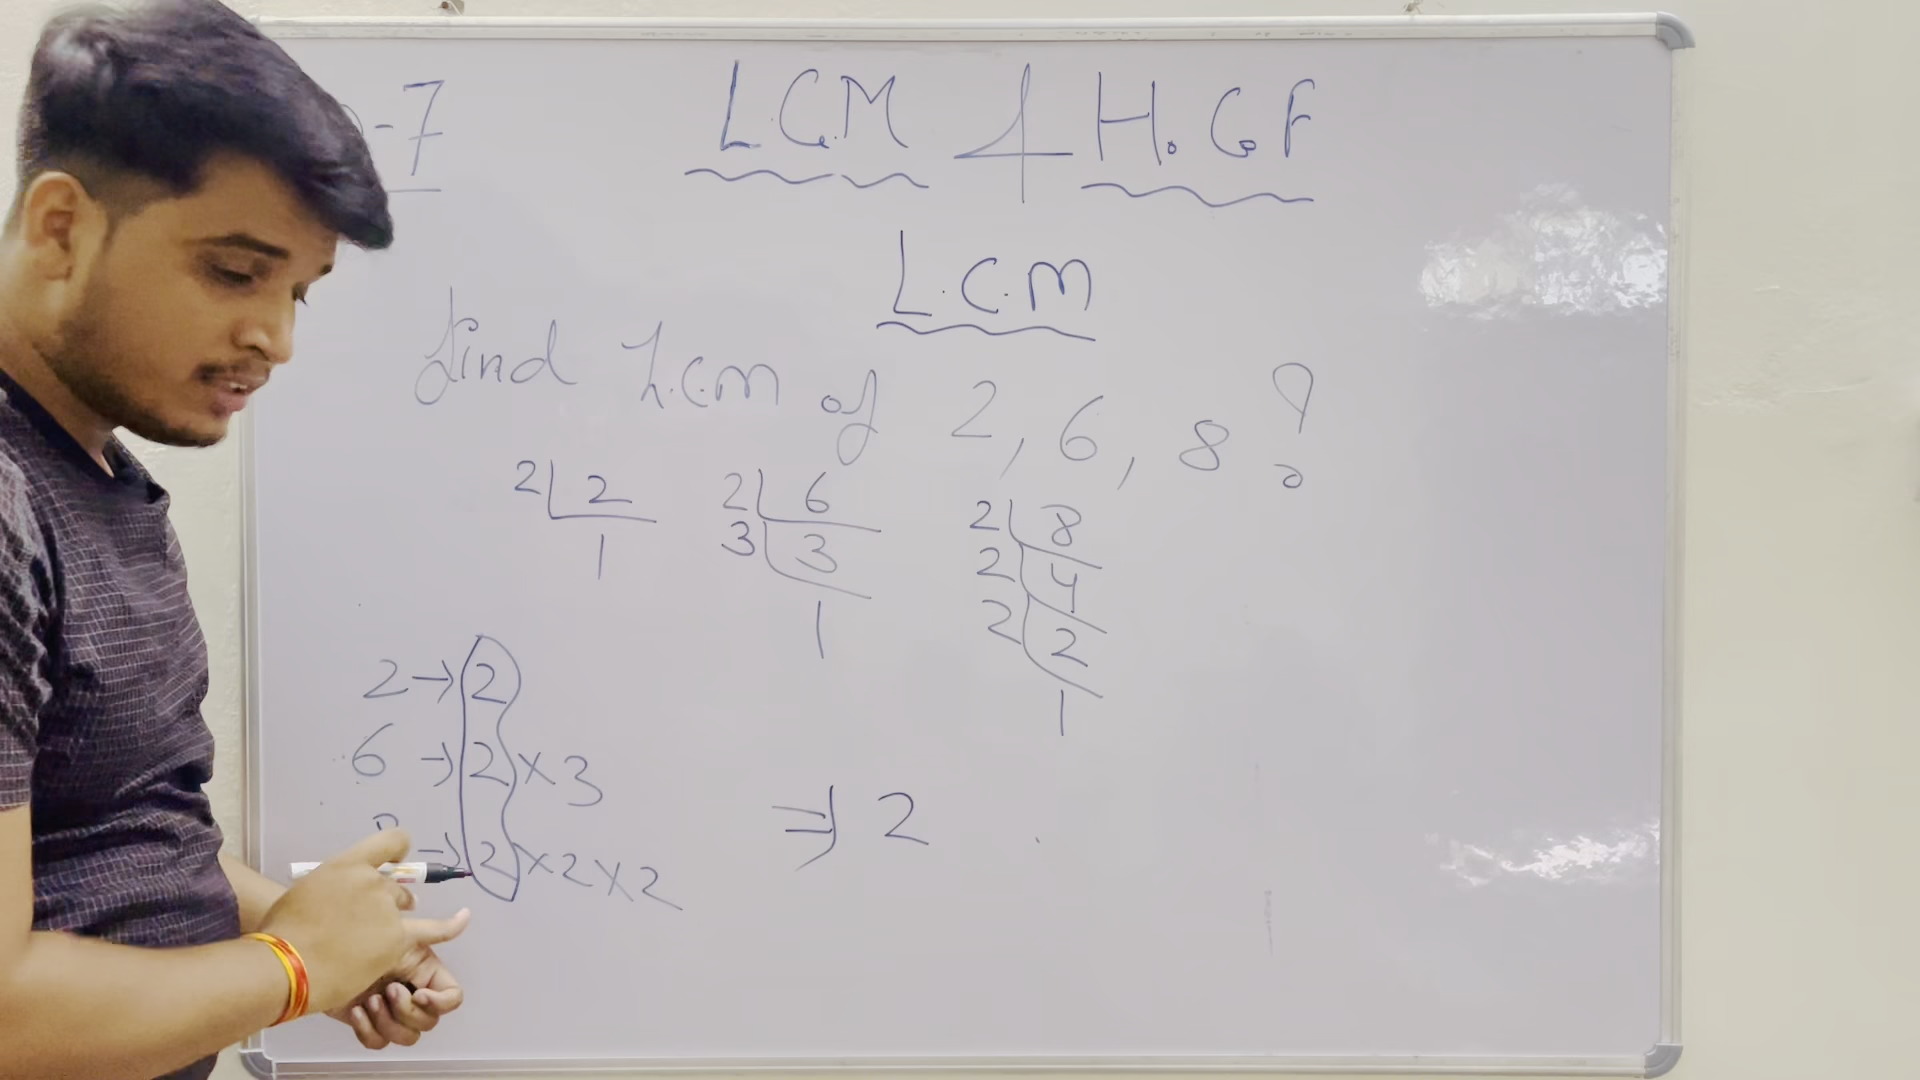 -7
L.C.M & H.C.F
L.C.M
find L.C.M of 2, 6, 8 ?
2 2
1
2 6
3 3
1
2 8
2 4
2 2
1
2 → 2
6 → 2 × 3
→ 2 × 2 × 2
⇒ 2